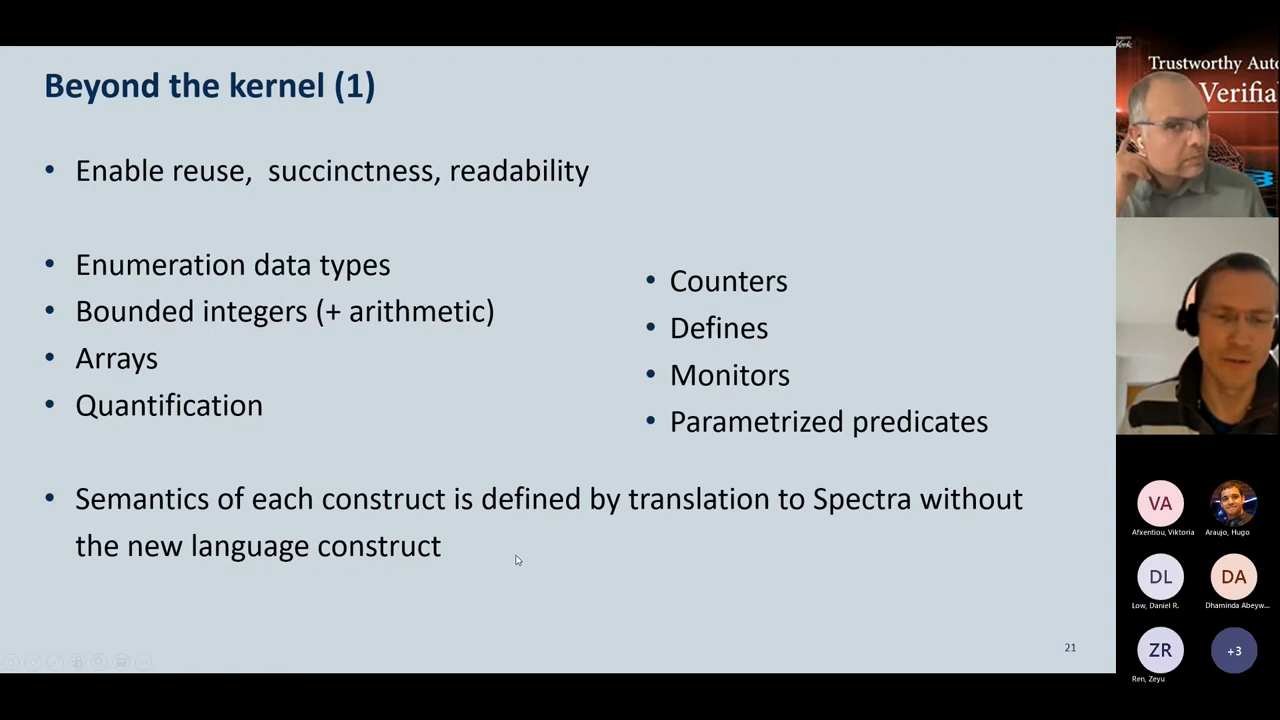 Beyond the kernel (1)
• Enable reuse, succinctness, readability
• Enumeration data types
• Bounded integers (+ arithmetic)
• Arrays
• Quantification
• Counters
• Defines
• Monitors
• Parametrized predicates
• Semantics of each construct is defined by translation to Spectra without
the new language construct
21
Trustworthy Auto
Verifia
VA
Afxentiou, Viktoria
Araujo, Hugo
DL
Low, Daniel R.
DA
Dhaminda Abeyw...
ZR
Ren, Zeyu
+3